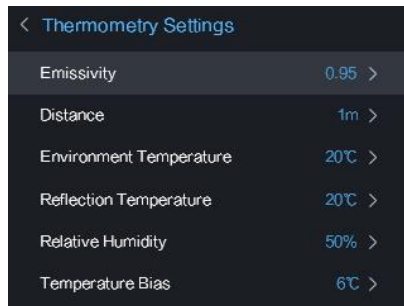 Thermometry Settings
Emissivity 0.95
Distance 1m
Environment Temperature 20℃
Reflection Temperature 20℃
Relative Humidity 50%
Temperature Bias 6℃